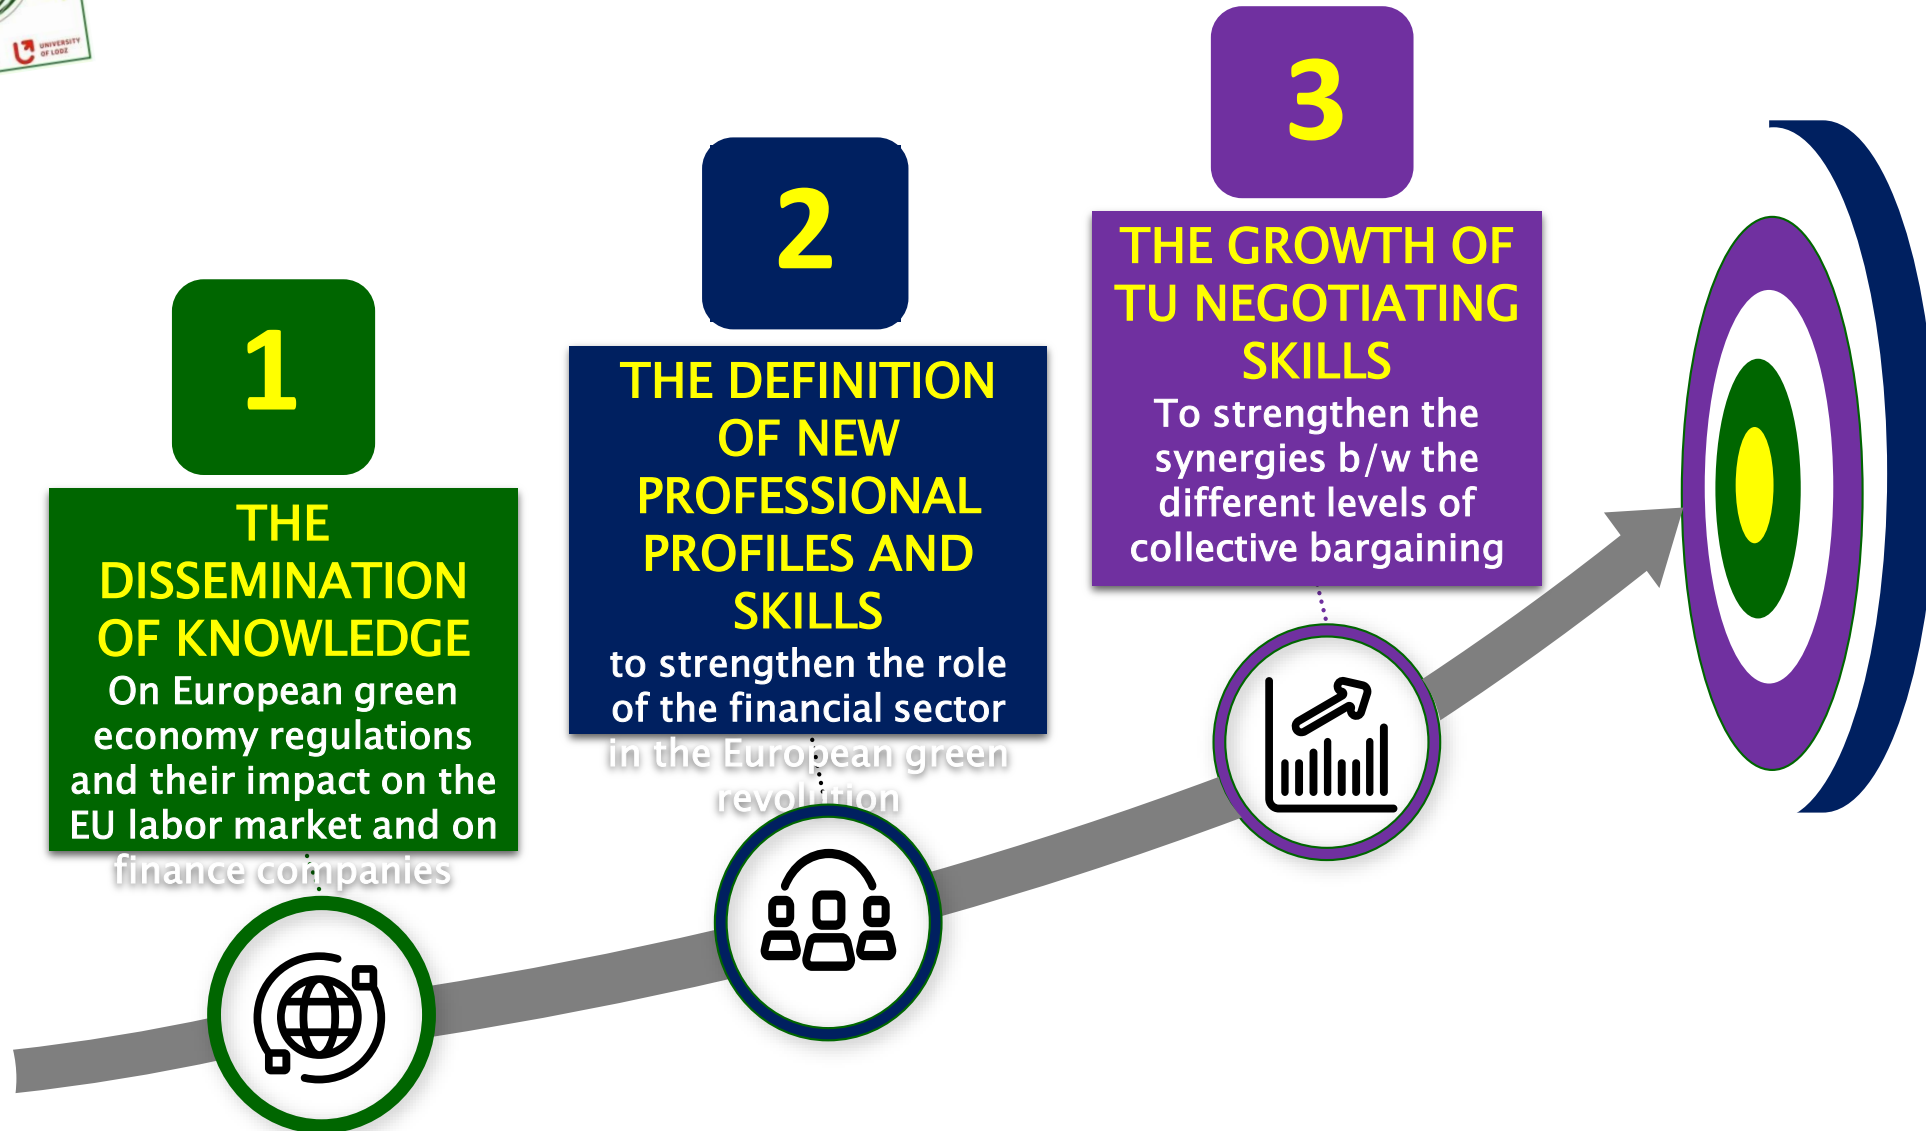 UNIVERSITY
OF LODZ
1
THE
DISSEMINATION
OF KNOWLEDGE
On European green
economy regulations
and their impact on the
EU labor market and on
finance companies
2
THE DEFINITION
OF NEW
PROFESSIONAL
PROFILES AND
SKILLS
to strengthen the role
of the financial sector
in the European green
revolution
3
THE GROWTH OF
TU NEGOTIATING
SKILLS
To strengthen the
synergies b/w the
different levels of
collective bargaining